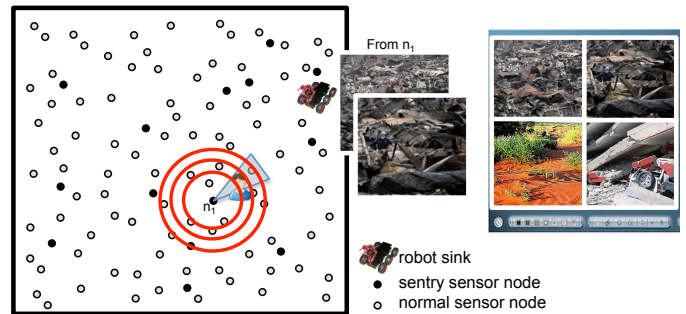 From n1
n1
robot sink
sentry sensor node
normal sensor node